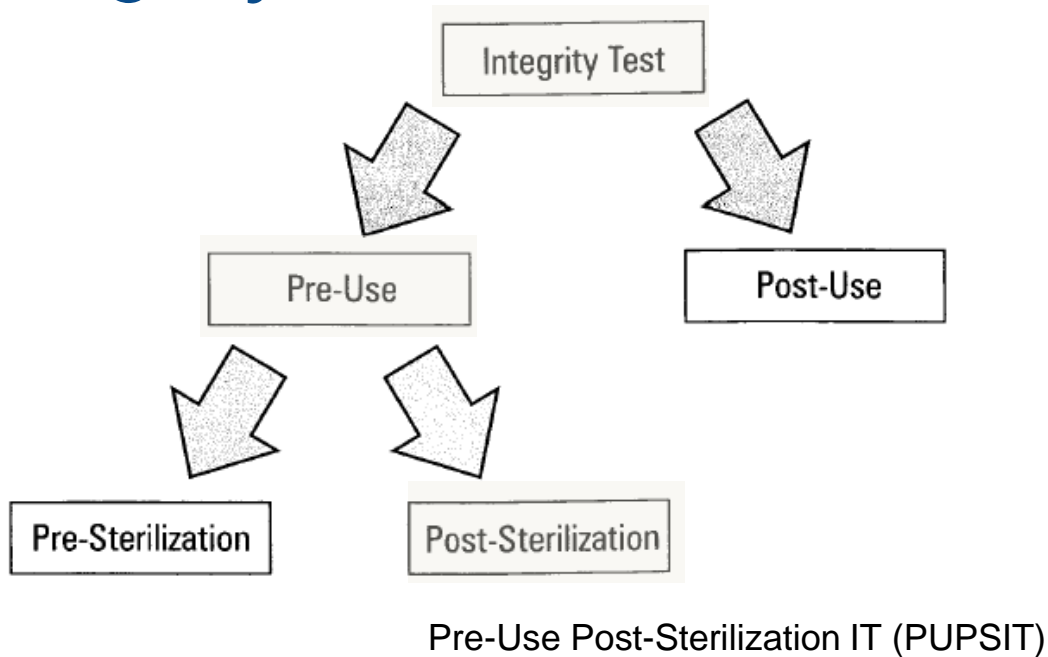 Integrity Test
Pre-Use
Post-Use
Pre-Sterilization
Post-Sterilization
Pre-Use Post-Sterilization IT (PUPSIT)